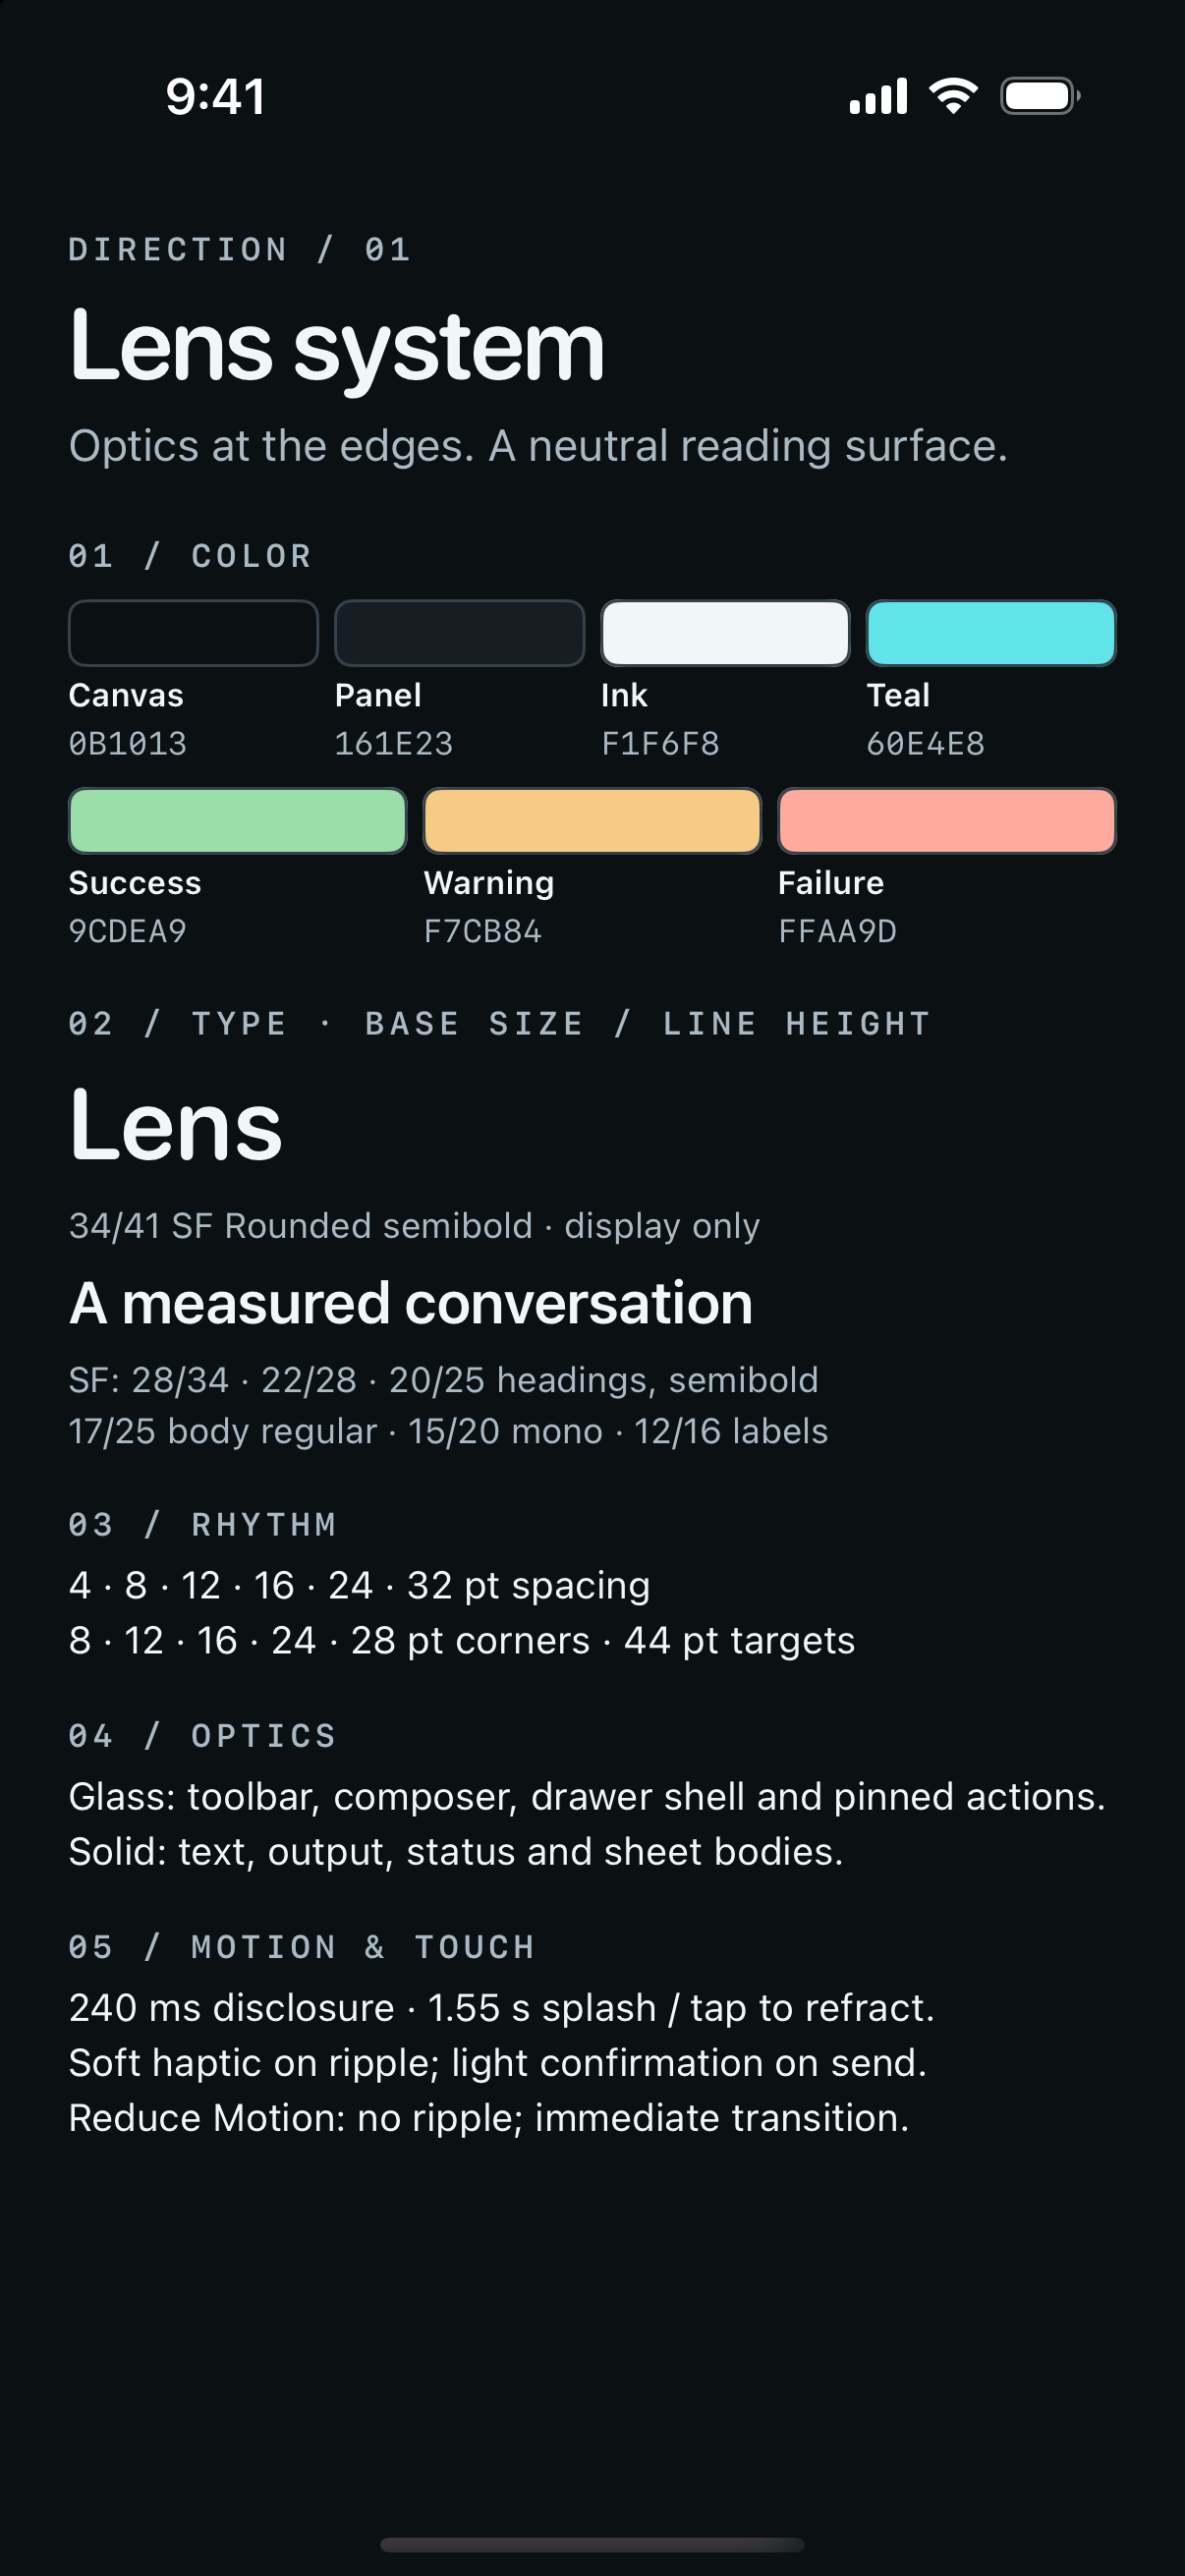 9:41
DIRECTION / 01
Lens system
Optics at the edges. A neutral reading surface.
01 / COLOR
Canvas Panel Ink Teal
0B1013 161E23 F1F6F8 60E4E8
Success Warning Failure
9CDEA9 F7CB84 FFAA9D
02 / TYPE · BASE SIZE / LINE HEIGHT
Lens
34/41 SF Rounded semibold · display only
A measured conversation
SF: 28/34 · 22/28 · 20/25 headings, semibold
17/25 body regular · 15/20 mono · 12/16 labels
03 / RHYTHM
4 · 8 · 12 · 16 · 24 · 32 pt spacing
8 · 12 · 16 · 24 · 28 pt corners · 44 pt targets
04 / OPTICS
Glass: toolbar, composer, drawer shell and pinned actions.
Solid: text, output, status and sheet bodies.
05 / MOTION & TOUCH
240 ms disclosure · 1.55 s splash / tap to refract.
Soft haptic on ripple; light confirmation on send.
Reduce Motion: no ripple; immediate transition.